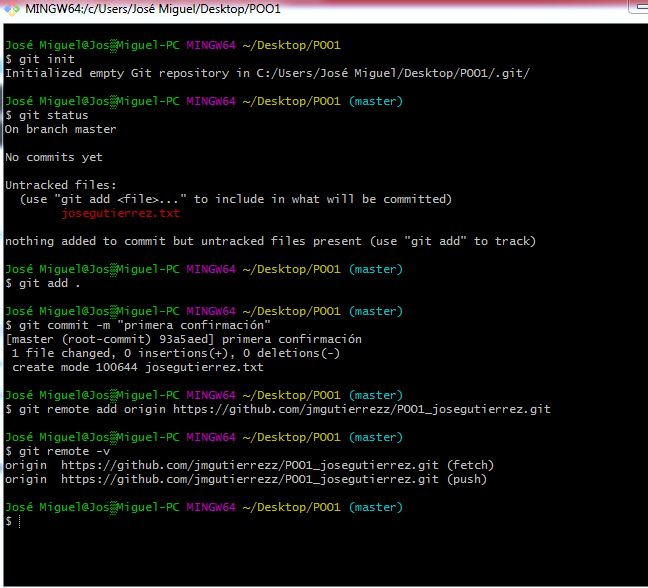 MINGW64:/c/Users/José Miguel/Desktop/POO1
José Miguel@Jos▒Miguel-PC MINGW64 ~/Desktop/POO1
$ git init
Initialized empty Git repository in C:/Users/José Miguel/Desktop/POO1/.git/
José Miguel@Jos▒Miguel-PC MINGW64 ~/Desktop/POO1 (master)
$ git status
On branch master
No commits yet
Untracked files:
(use "git add <file>..." to include in what will be committed)
josegutierrez.txt
nothing added to commit but untracked files present (use "git add" to track)
José Miguel@Jos▒Miguel-PC MINGW64 ~/Desktop/POO1 (master)
$ git add .
José Miguel@Jos▒Miguel-PC MINGW64 ~/Desktop/POO1 (master)
$ git commit -m "primera confirmación"
[master (root-commit) 93a5aed] primera confirmación
1 file changed, 0 insertions(+), 0 deletions(-)
create mode 100644 josegutierrez.txt
José Miguel@Jos▒Miguel-PC MINGW64 ~/Desktop/POO1 (master)
$ git remote add origin https://github.com/jmgutierrezz/POO1_josegutierrez.git
José Miguel@Jos▒Miguel-PC MINGW64 ~/Desktop/POO1 (master)
$ git remote -v
origin  https://github.com/jmgutierrezz/POO1_josegutierrez.git (fetch)
origin  https://github.com/jmgutierrezz/POO1_josegutierrez.git (push)
José Miguel@Jos▒Miguel-PC MINGW64 ~/Desktop/POO1 (master)
$